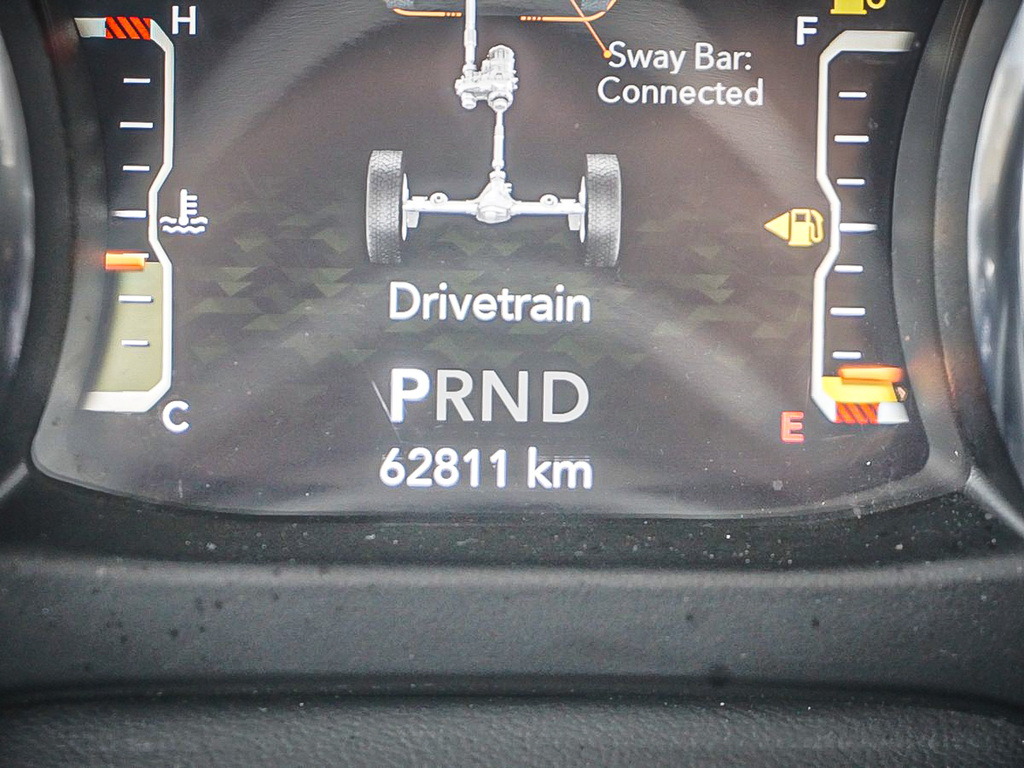 H
F
Sway Bar:
Connected
Drivetrain
PRND
C
E
62811 km